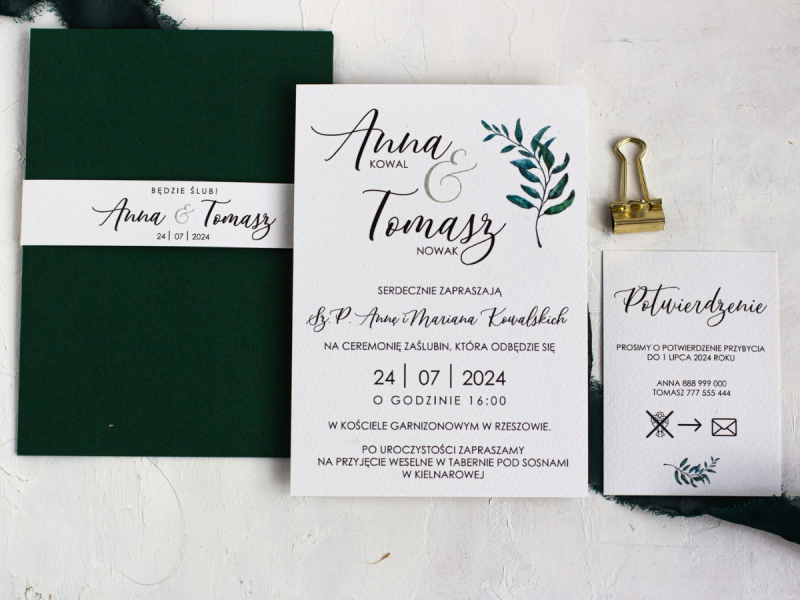 BĘDZIE ŚLUB!
Anna & Tomasz
24 | 07 | 2024
Anna
KOWAL
&
Tomasz
NOWAK
SERDECZNIE ZAPRASZAJĄ
Sz. P. Annę i Mariana Kowalskich
NA CEREMONIĘ ZAŚLUBIN, KTÓRA ODBĘDZIE SIĘ
24 | 07 | 2024
O GODZINIE 16:00
W KOŚCIELE GARNIZONOWYM W RZESZOWIE.
PO UROCZYSTOŚCI ZAPRASZAMY
NA PRZYJĘCIE WESELNE W TABERNIE POD SOSNAMI
W KIELNAROWEJ
Potwierdzenie
PROSIMY O POTWIERDZENIE PRZYBYCIA
DO 1 LIPCA 2024 ROKU
ANNA 888 999 000
TOMASZ 777 555 444